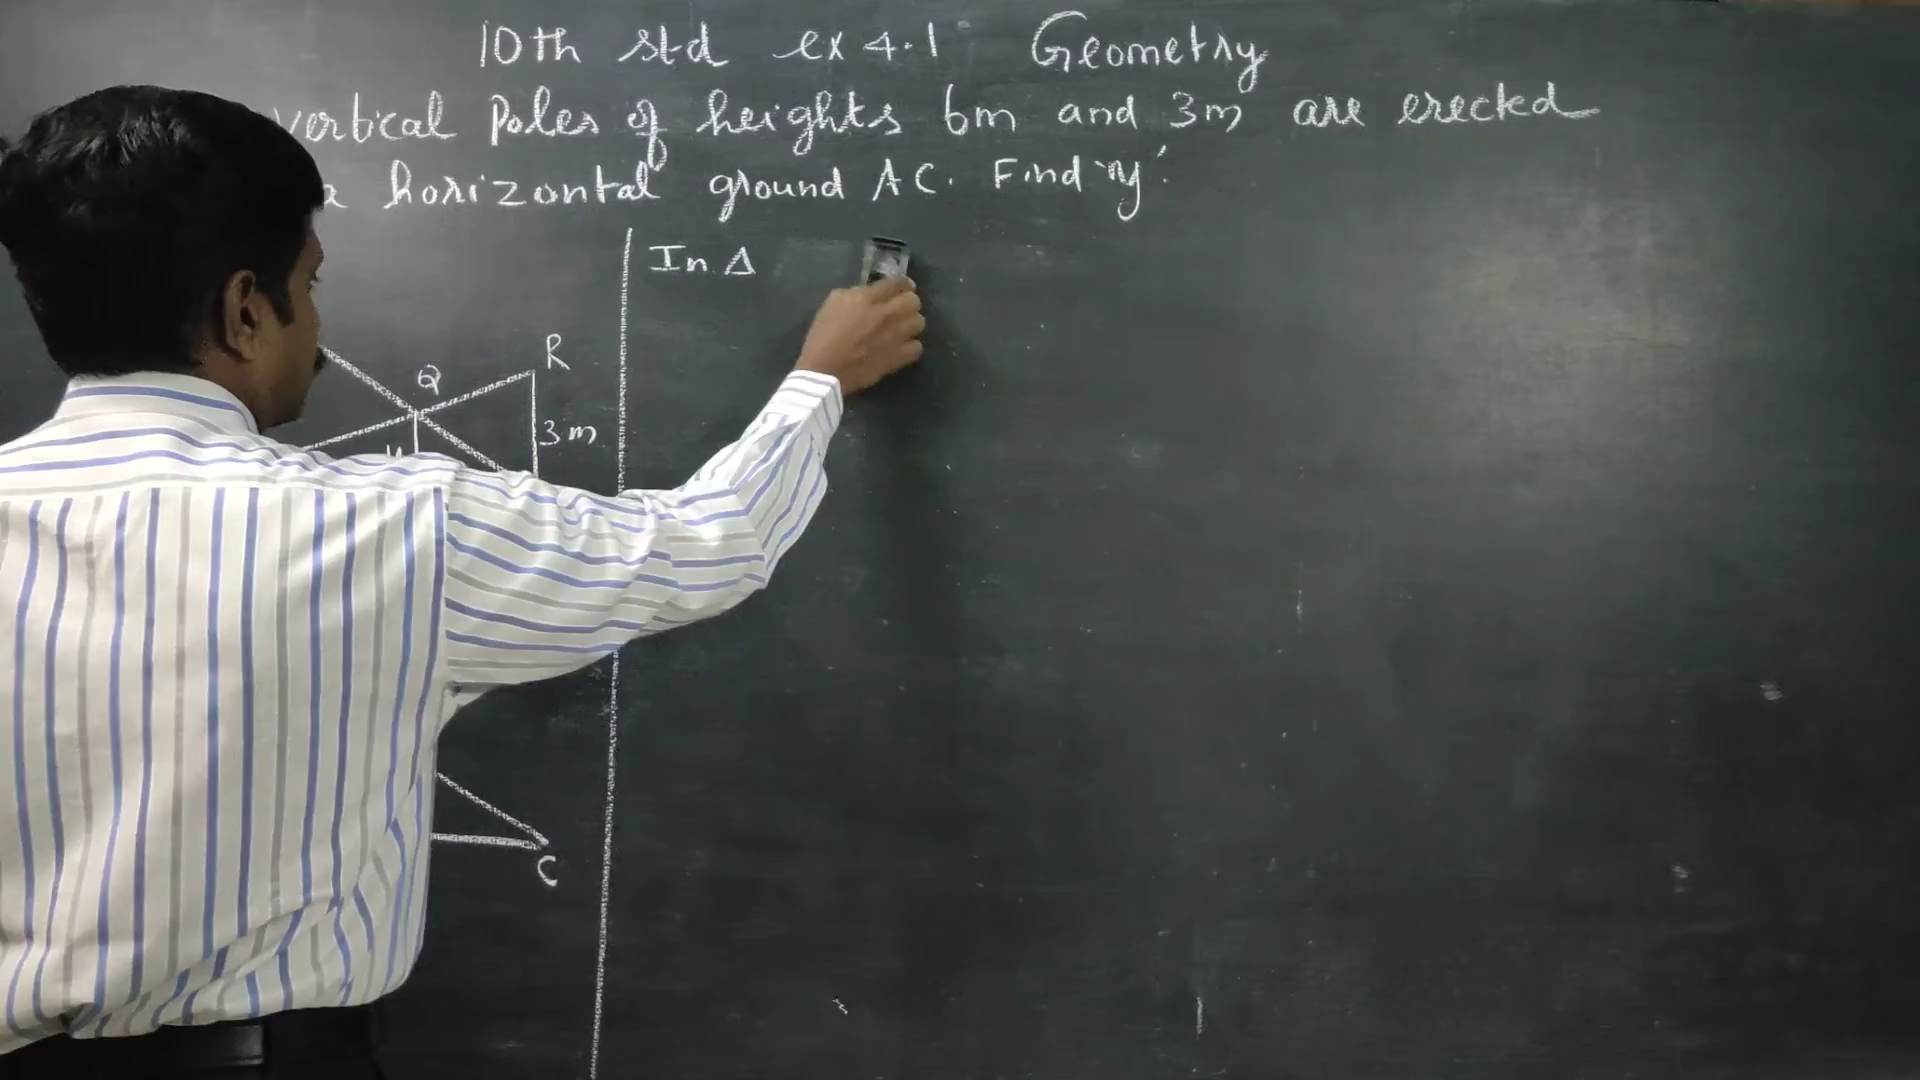 10th std ex 4.1 Geometry
vertical Poles of heights 6m and 3m are erected
a horizontal ground AC. Find 'y'.
In Δ
R
Q
3m
y
C